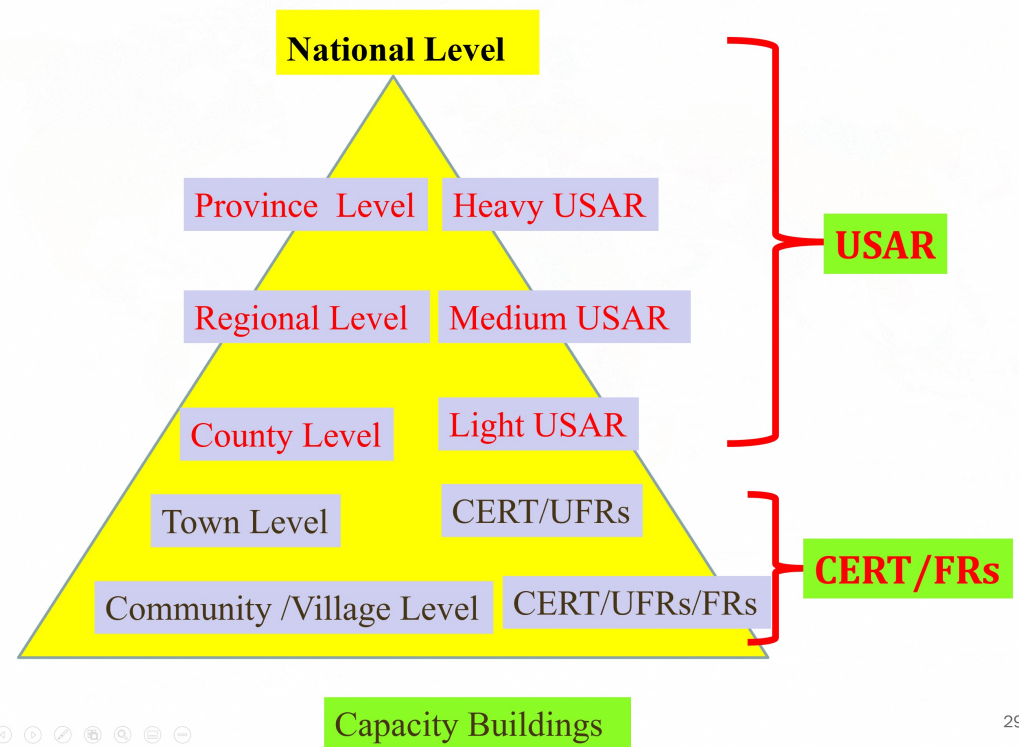 National Level
Province Level
Heavy USAR
USAR
Regional Level
Medium USAR
County Level
Light USAR
Town Level
CERT/UFRs
CERT/FRs
Community /Village Level
CERT/UFRs/FRs
Capacity Buildings
29